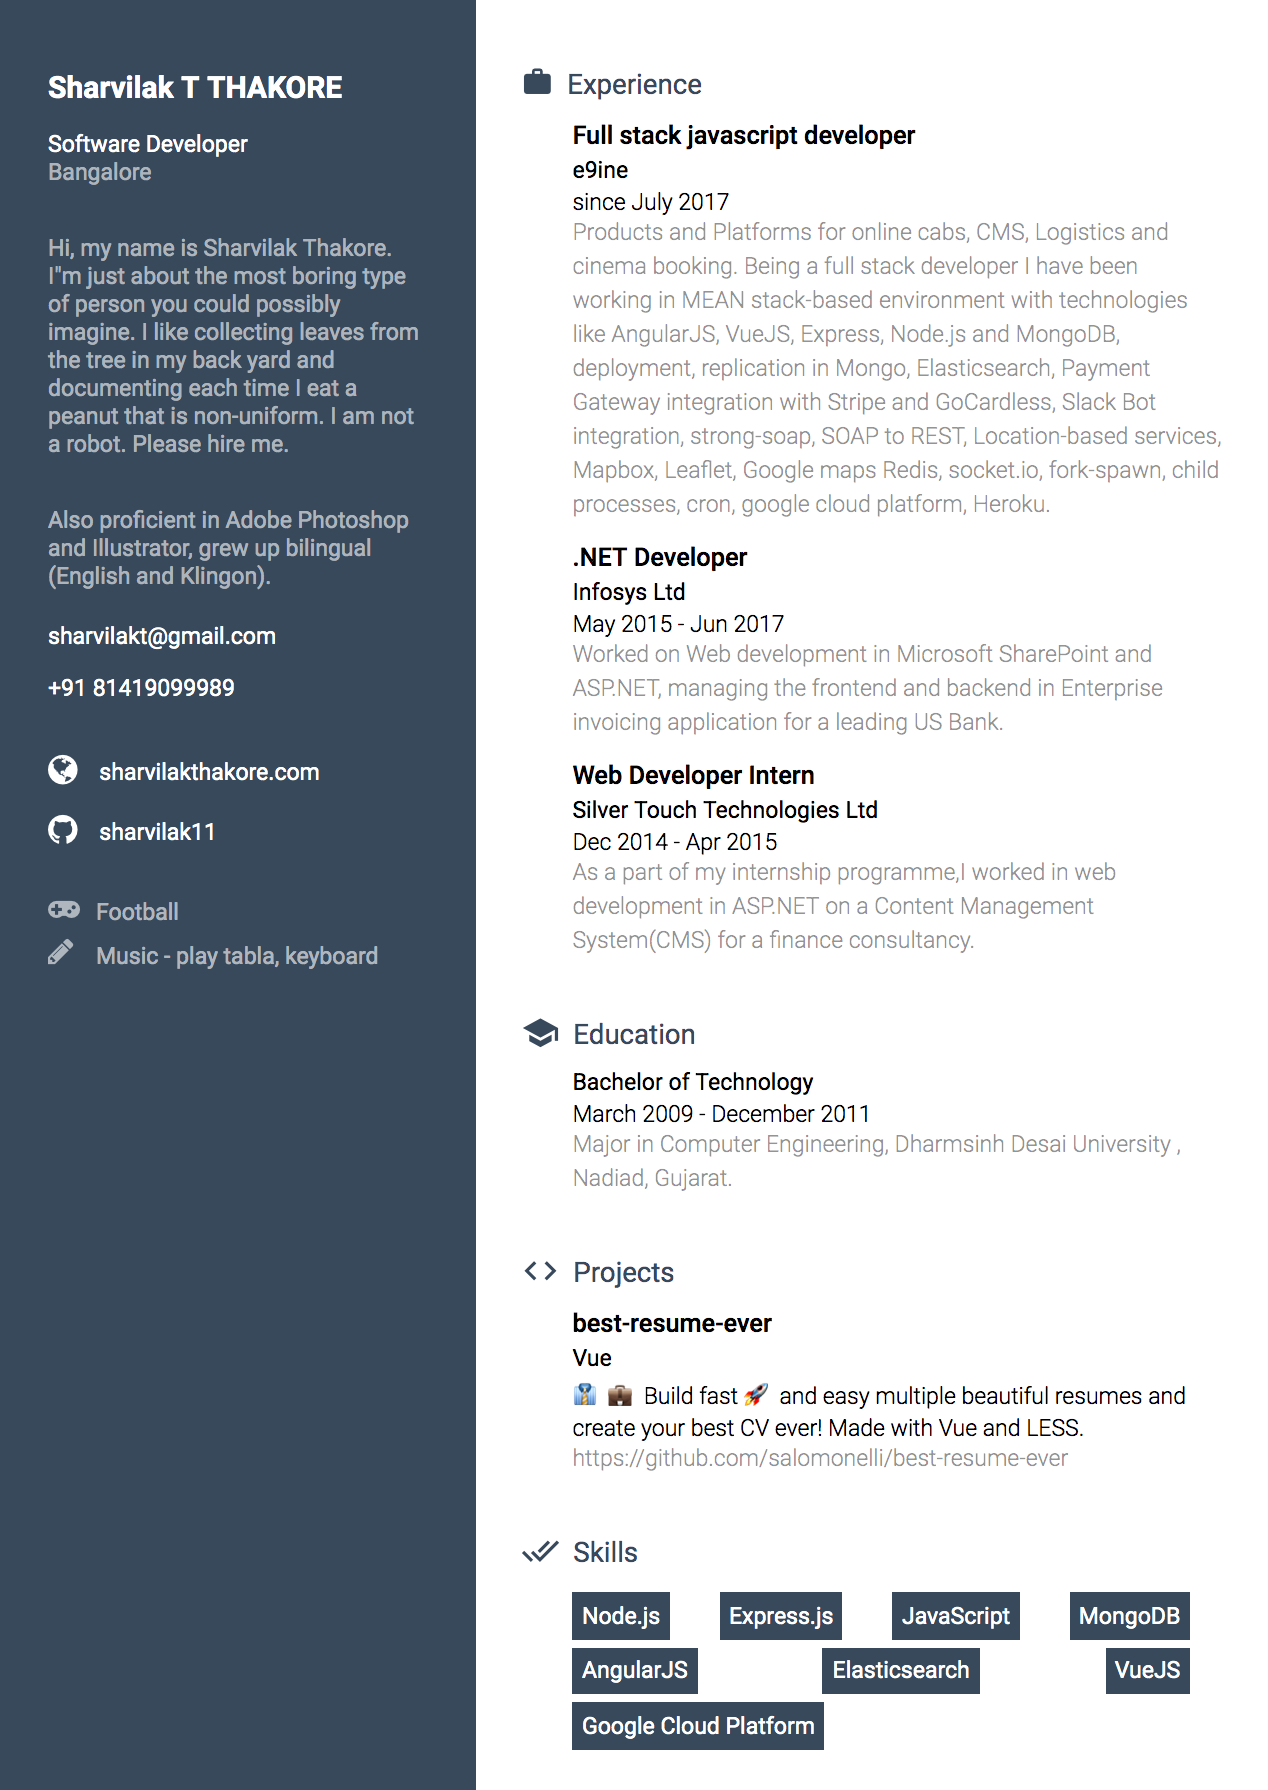 Sharvilak T THAKORE
Software Developer
Bangalore
Hi, my name is Sharvilak Thakore.
I"m just about the most boring type
of person you could possibly
imagine. I like collecting leaves from
the tree in my back yard and
documenting each time I eat a
peanut that is non-uniform. I am not
a robot. Please hire me.
Also proficient in Adobe Photoshop
and Illustrator, grew up bilingual
(English and Klingon).
sharvilakt@gmail.com
+91 81419099989
sharvilakthakore.com
sharvilak11
Football
Music - play tabla, keyboard
Experience
Full stack javascript developer
e9ine
since July 2017
Products and Platforms for online cabs, CMS, Logistics and
cinema booking. Being a full stack developer I have been
working in MEAN stack-based environment with technologies
like AngularJS, VueJS, Express, Node.js and MongoDB,
deployment, replication in Mongo, Elasticsearch, Payment
Gateway integration with Stripe and GoCardless, Slack Bot
integration, strong-soap, SOAP to REST, Location-based services,
Mapbox, Leaflet, Google maps Redis, socket.io, fork-spawn, child
processes, cron, google cloud platform, Heroku.
.NET Developer
Infosys Ltd
May 2015 - Jun 2017
Worked on Web development in Microsoft SharePoint and
ASP.NET, managing the frontend and backend in Enterprise
invoicing application for a leading US Bank.
Web Developer Intern
Silver Touch Technologies Ltd
Dec 2014 - Apr 2015
As a part of my internship programme,I worked in web
development in ASP.NET on a Content Management
System(CMS) for a finance consultancy.
Education
Bachelor of Technology
March 2009 - December 2011
Major in Computer Engineering, Dharmsinh Desai University ,
Nadiad, Gujarat.
Projects
best-resume-ever
Vue
👔 💼 Build fast 🚀 and easy multiple beautiful resumes and
create your best CV ever! Made with Vue and LESS.
https://github.com/salomonelli/best-resume-ever
Skills
Node.js Express.js JavaScript MongoDB
AngularJS Elasticsearch VueJS
Google Cloud Platform